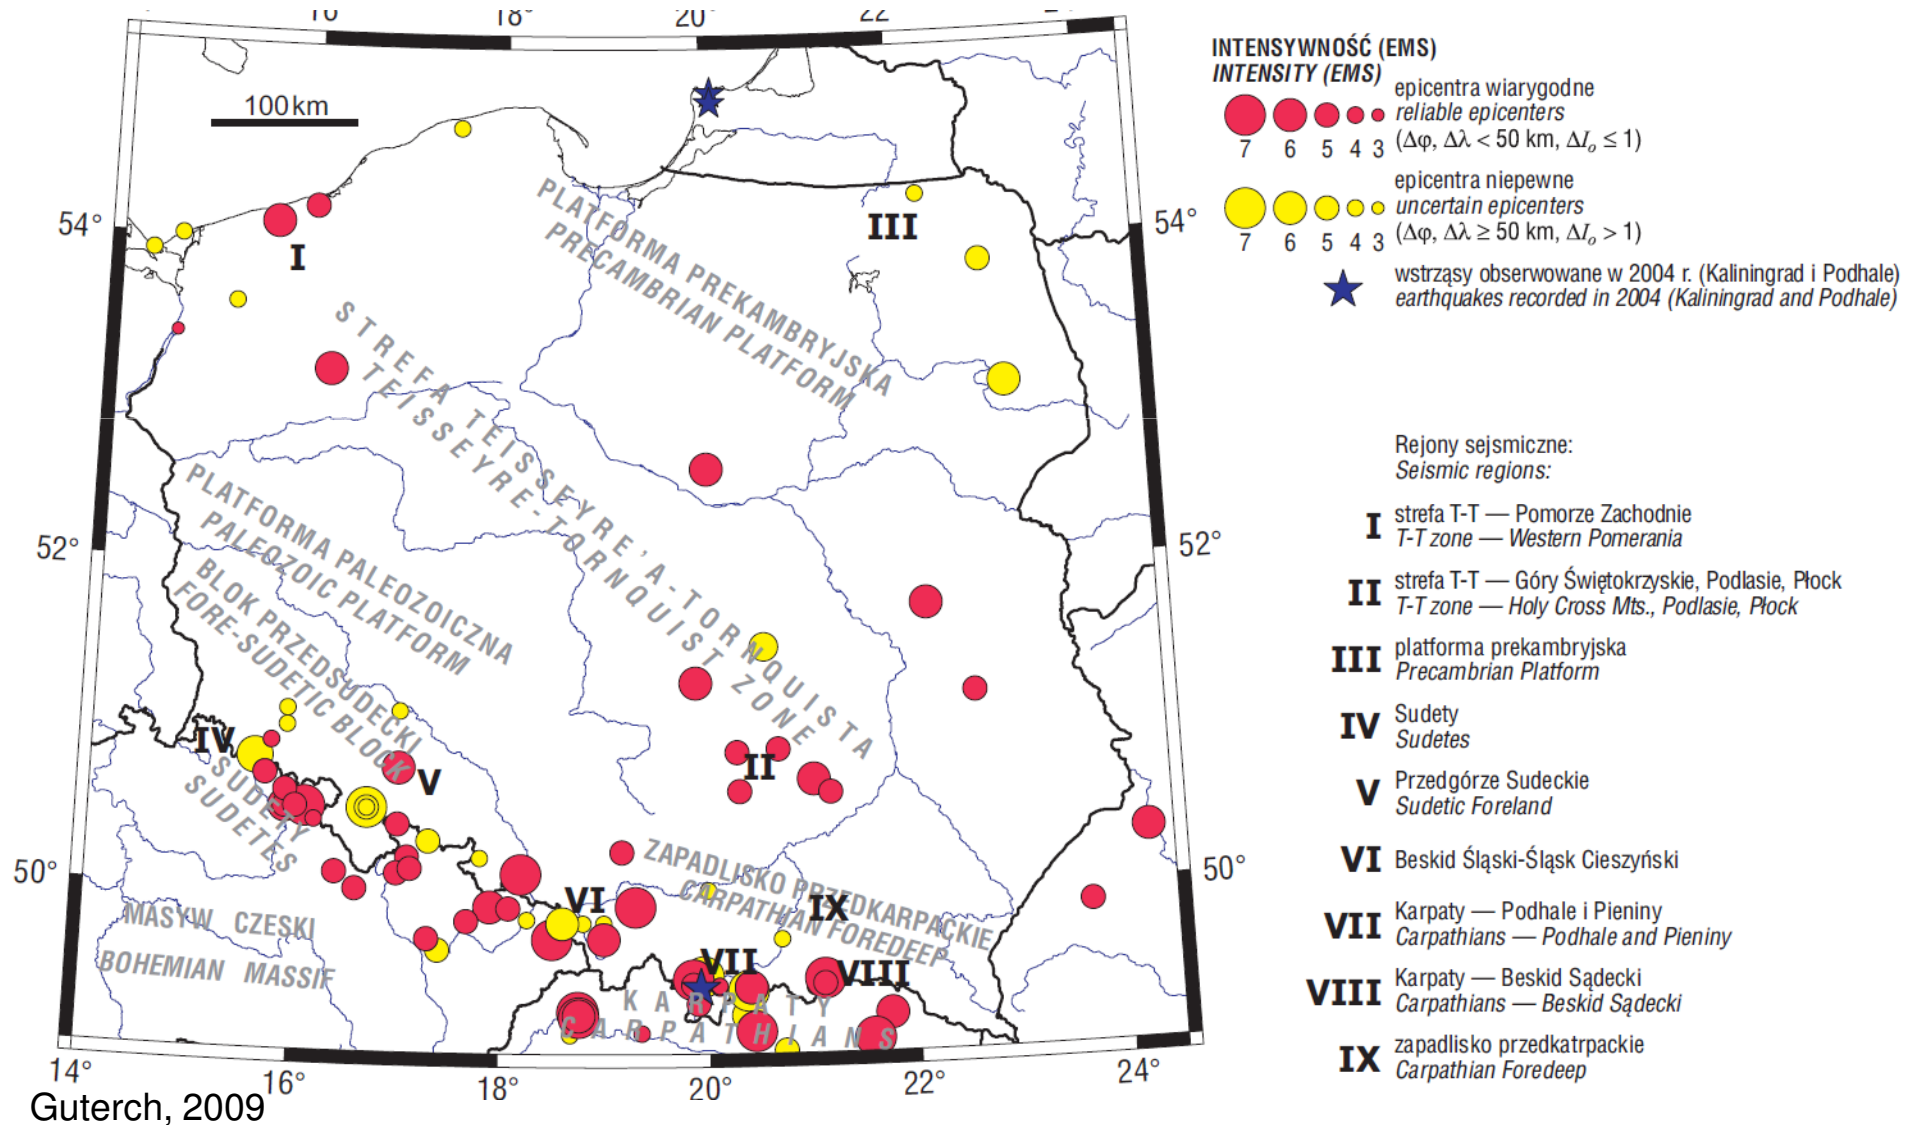 16° 18° 20° 22
100 km
54°
54°
52°
52°
50°
50°
14° 16° 18° 20° 22° 24°
I
III
PLATFORMA PREKAMBRYJSKA
PRECAMBRIAN PLATFORM
STREFA TEISSEYRE'A-TORNQUISTA
TEISSEYRE-TORNQUIST ZONE
PLATFORMA PALEOZOICZNA
PALEOZOIC PLATFORM
BLOK PRZEDSUDECKI
FORE-SUDETIC BLOCK
IV
V
II
SUDETY
SUDETES
ZAPADLISKO PRZEDKARPACKIE
CARPATHIAN FOREDEEP
VI
IX
MASYW CZESKI
BOHEMIAN MASSIF
VII
VIII
KARPATY
CARPATHIANS
Guterch, 2009
INTENSYWNOŚĆ (EMS)
INTENSITY (EMS)
epicentra wiarygodne
reliable epicenters
(Δφ, Δλ < 50 km, ΔIo ≤ 1)
7 6 5 4 3
epicentra niepewne
uncertain epicenters
(Δφ, Δλ ≥ 50 km, ΔIo > 1)
7 6 5 4 3
wstrząsy obserwowane w 2004 r. (Kaliningrad i Podhale)
earthquakes recorded in 2004 (Kaliningrad and Podhale)
Rejony sejsmiczne:
Seismic regions:
I strefa T-T — Pomorze Zachodnie
T-T zone — Western Pomerania
II strefa T-T — Góry Świętokrzyskie, Podlasie, Płock
T-T zone — Holy Cross Mts., Podlasie, Płock
III platforma prekambryjska
Precambrian Platform
IV Sudety
Sudetes
V Przedgórze Sudeckie
Sudetic Foreland
VI Beskid Śląski-Śląsk Cieszyński
VII Karpaty — Podhale i Pieniny
Carpathians — Podhale and Pieniny
VIII Karpaty — Beskid Sądecki
Carpathians — Beskid Sądecki
IX zapadlisko przedkatrpackie
Carpathian Foredeep